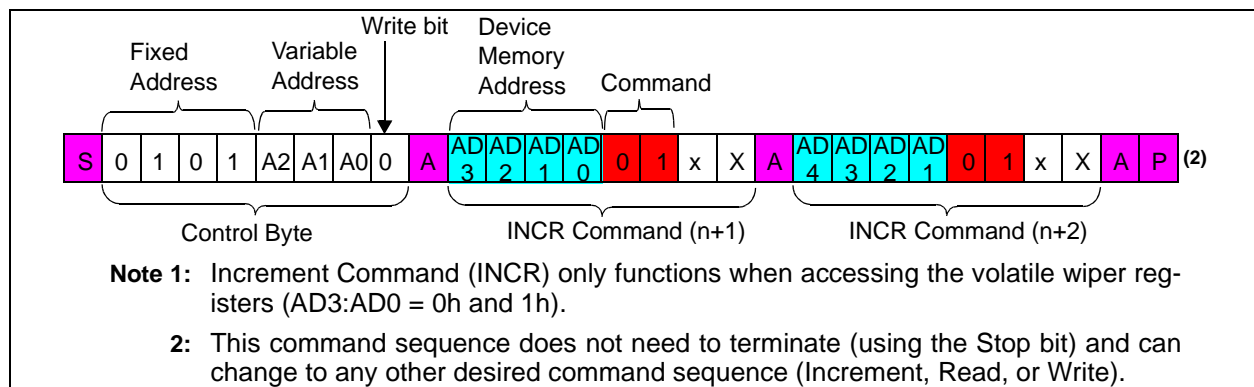 Write bit
Fixed Address
Variable Address
Device Memory Address
Command
S 0 1 0 1 A2 A1 A0 0 A AD3 AD2 AD1 AD0 0 1 x X A AD4 AD3 AD2 AD1 0 1 x X A P (2)
Control Byte
INCR Command (n+1)
INCR Command (n+2)
Note 1: Increment Command (INCR) only functions when accessing the volatile wiper reg-
isters (AD3:AD0 = 0h and 1h).
2: This command sequence does not need to terminate (using the Stop bit) and can
change to any other desired command sequence (Increment, Read, or Write).